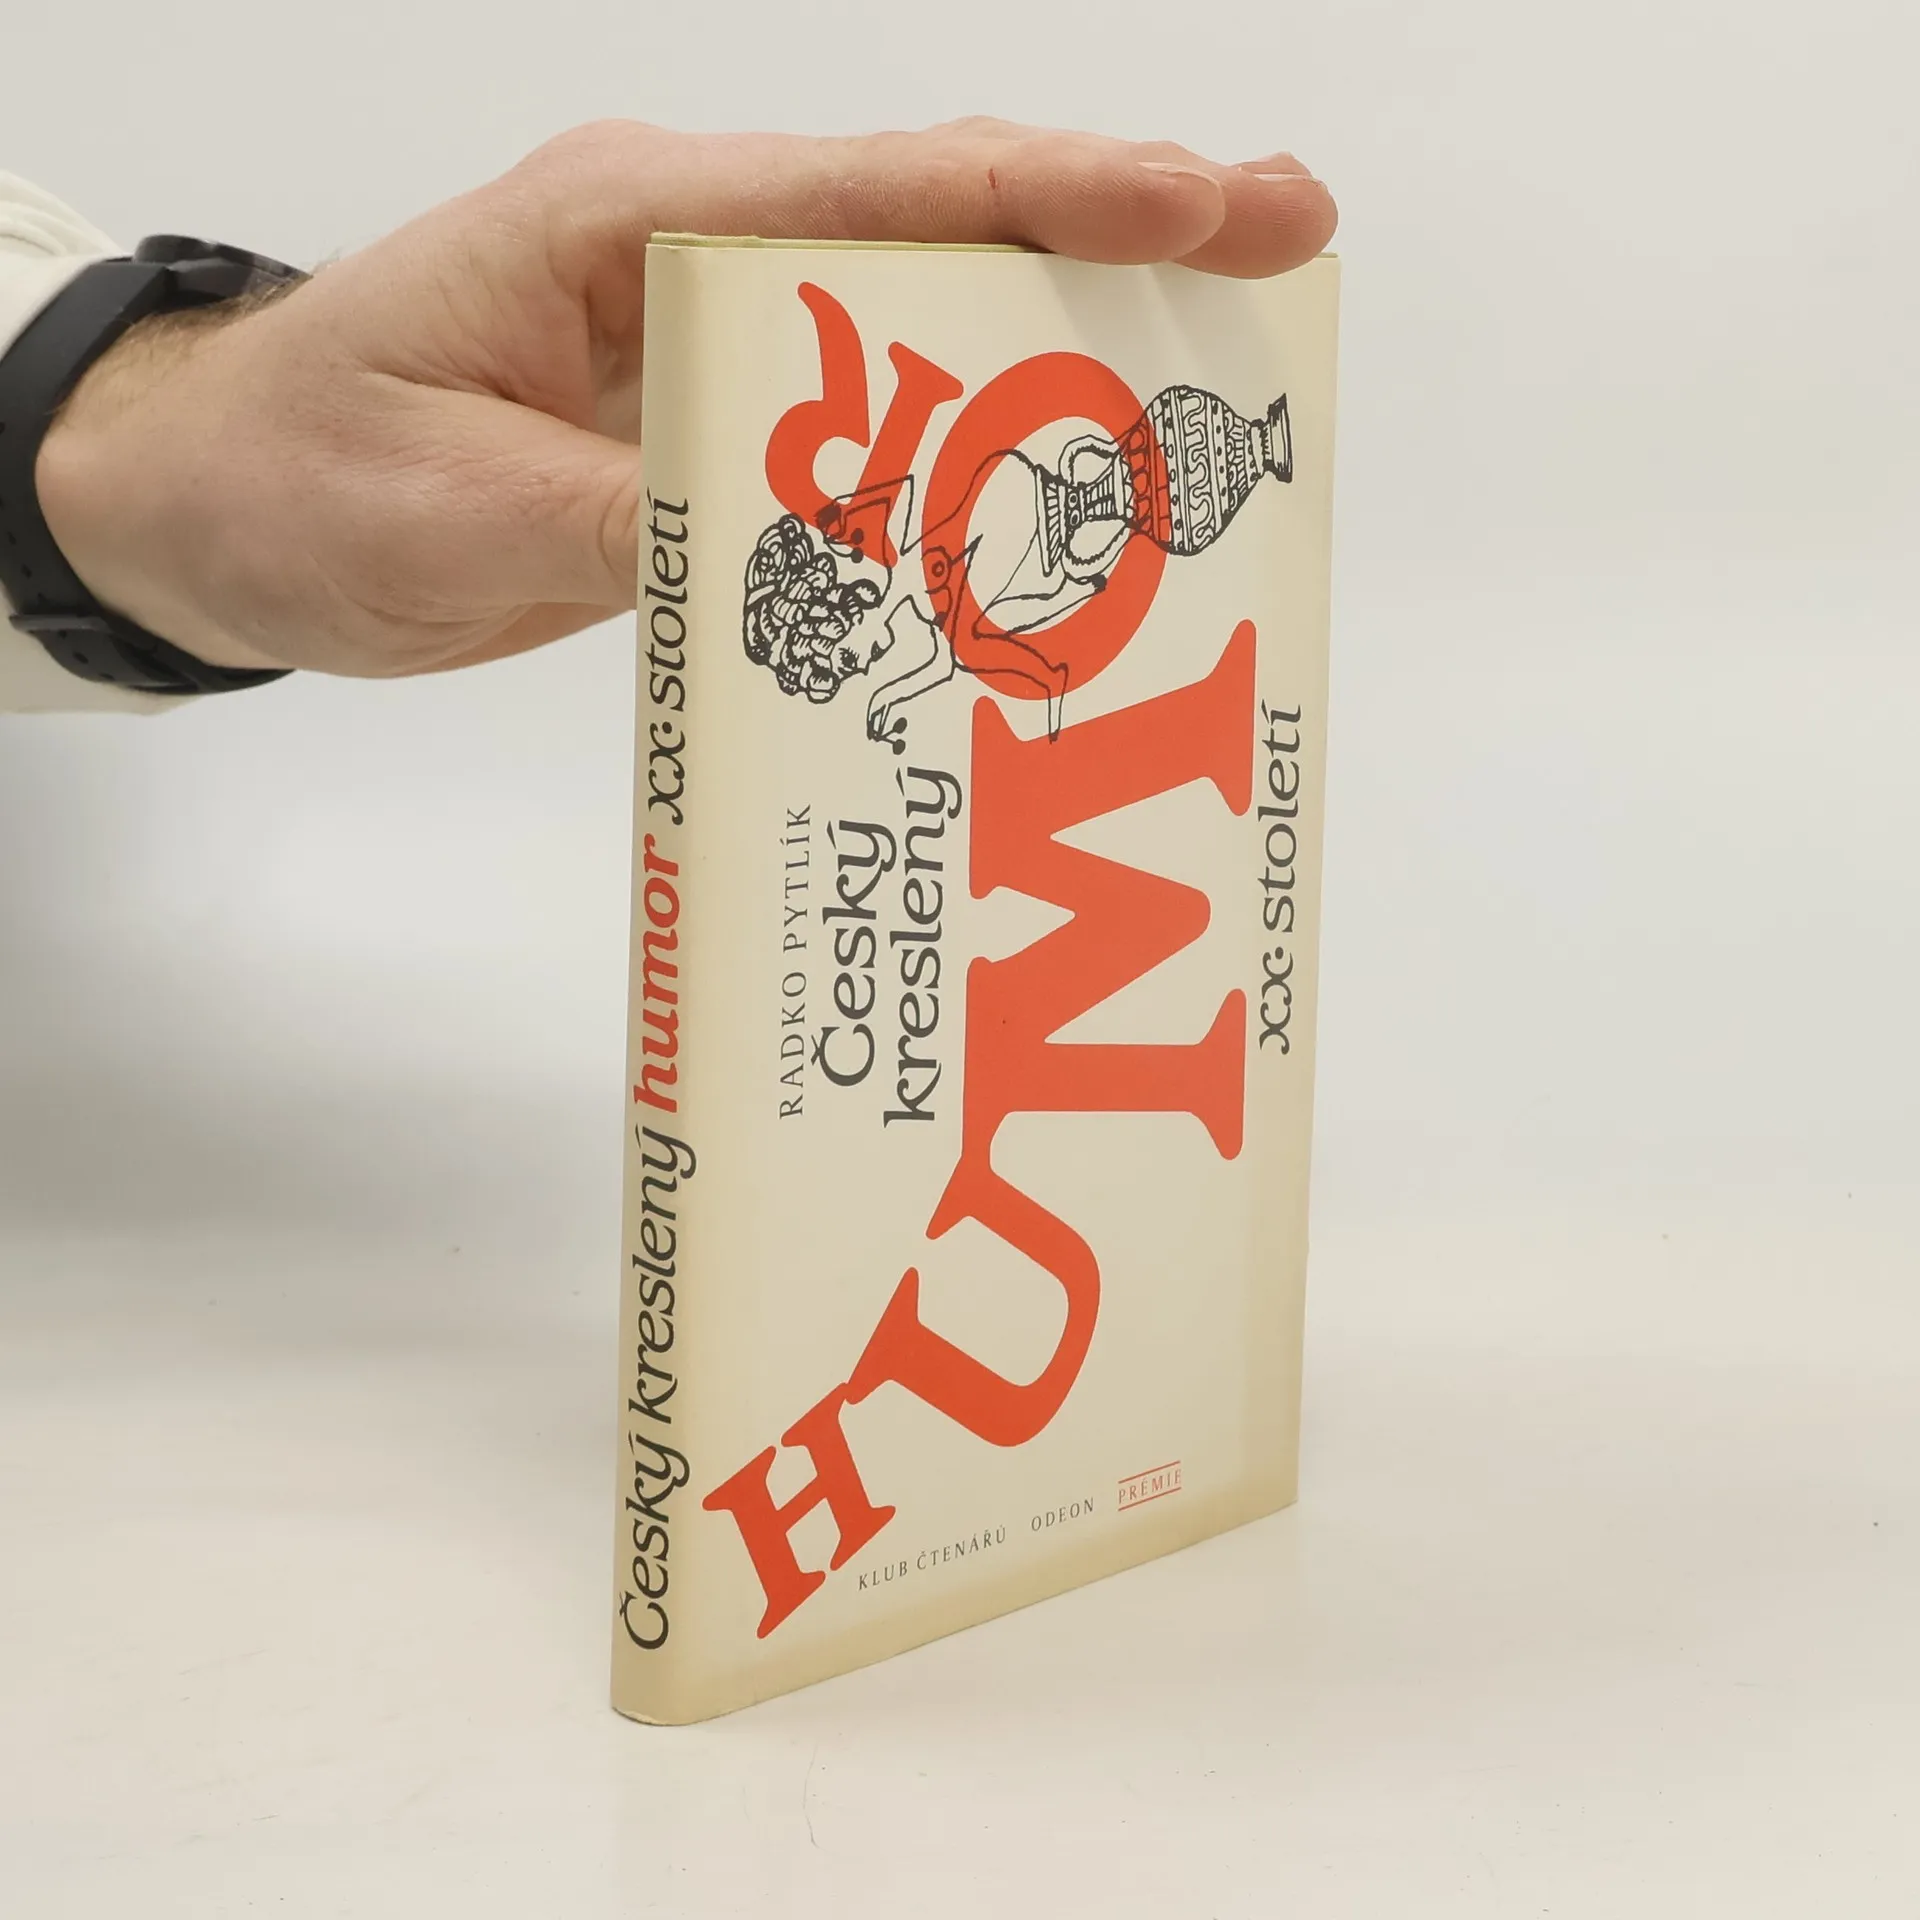 Český kreslený humor xx. století
RADKO PYTLÍK
Český
kreslený
HUMOR
xx. století
KLUB ČTENÁŘŮ ODEON PRÉMIE